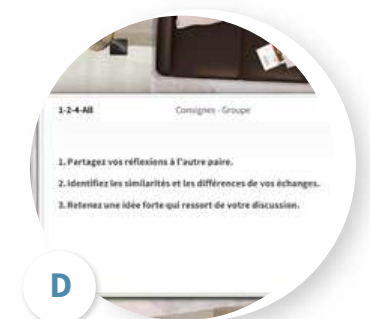 1-2-4-All
Consignes - Groupe
1. Partagez vos réflexions à l'autre paire.
2. Identifiez les similarités et les différences de vos échanges.
3. Retenez une idée forte qui ressort de votre discussion.
D